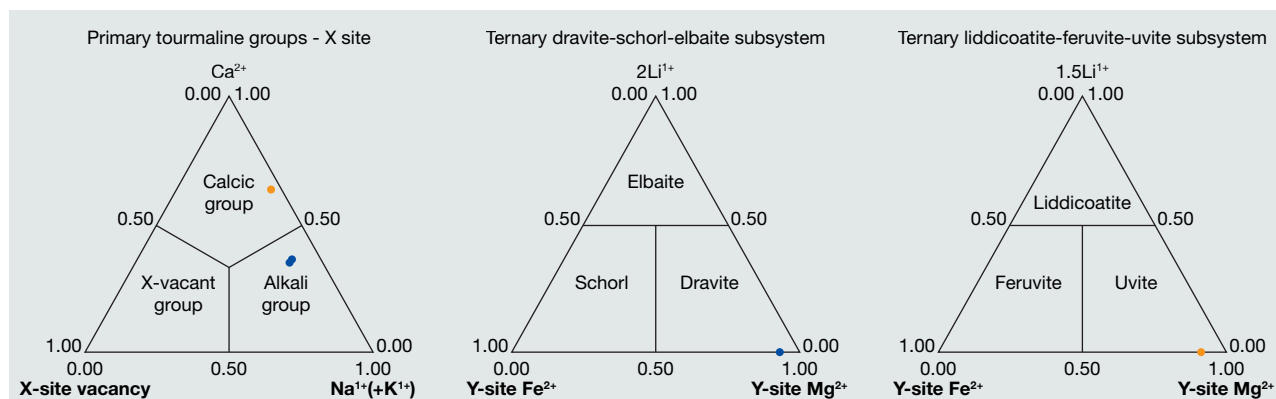 Primary tourmaline groups - X site
Ca²⁺
0.00 1.00
Calcic
group
0.50 0.50
X-vacant
group
Alkali
group
1.00 0.00
0.00 0.50 1.00
X-site vacancy Na¹⁺(+K¹⁺)
Ternary dravite-schorl-elbaite subsystem
2Li¹⁺
0.00 1.00
Elbaite
0.50 0.50
Schorl Dravite
1.00 0.00
0.00 0.50 1.00
Y-site Fe²⁺ Y-site Mg²⁺
Ternary liddicoatite-feruvite-uvite subsystem
1.5Li¹⁺
0.00 1.00
Liddicoatite
0.50 0.50
Feruvite Uvite
1.00 0.00
0.00 0.50 1.00
Y-site Fe²⁺ Y-site Mg²⁺